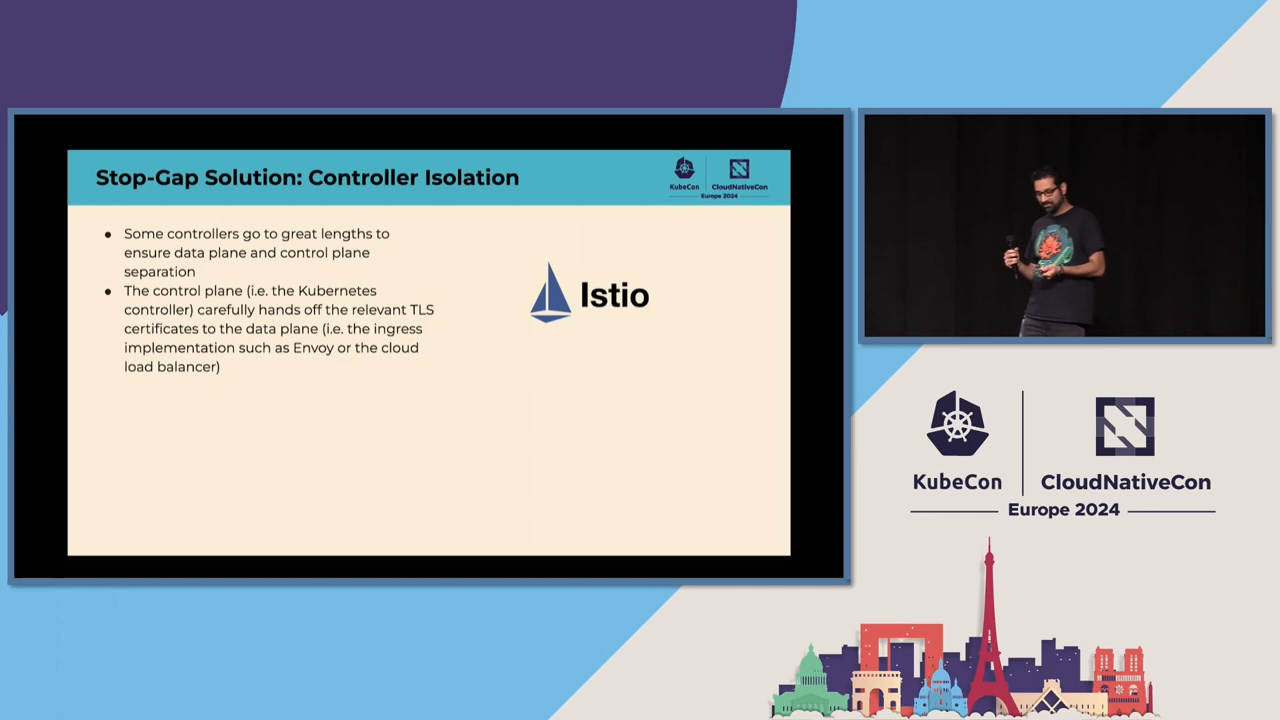 Stop-Gap Solution: Controller Isolation
KubeCon
CloudNativeCon
Europe 2024
● Some controllers go to great lengths to
ensure data plane and control plane
separation
● The control plane (i.e. the Kubernetes
controller) carefully hands off the relevant TLS
certificates to the data plane (i.e. the ingress
implementation such as Envoy or the cloud
load balancer)
Istio
KubeCon
CloudNativeCon
Europe 2024